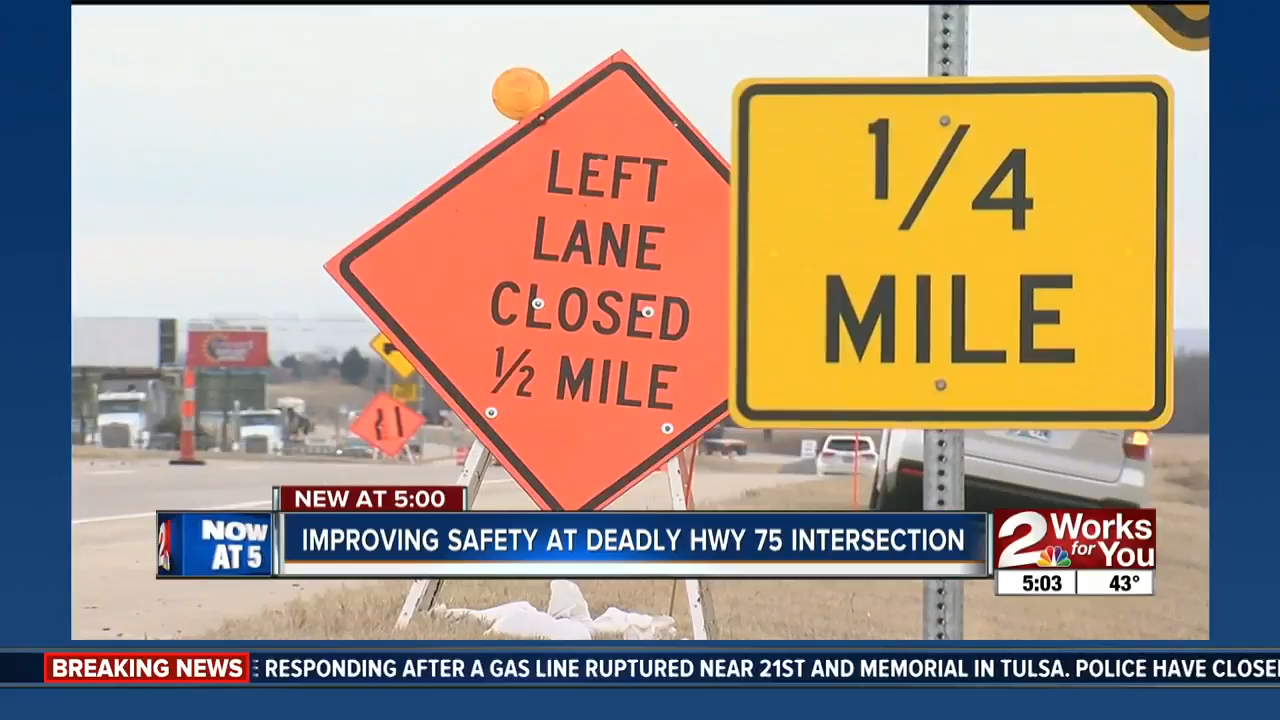 LEFT
LANE
CLOSED
1/2 MILE
1/4
MILE
NEW AT 5:00
NOW
AT 5
IMPROVING SAFETY AT DEADLY HWY 75 INTERSECTION
2 Works
for You
5:03 43°
BREAKING NEWS RESPONDING AFTER A GAS LINE RUPTURED NEAR 21ST AND MEMORIAL IN TULSA. POLICE HAVE